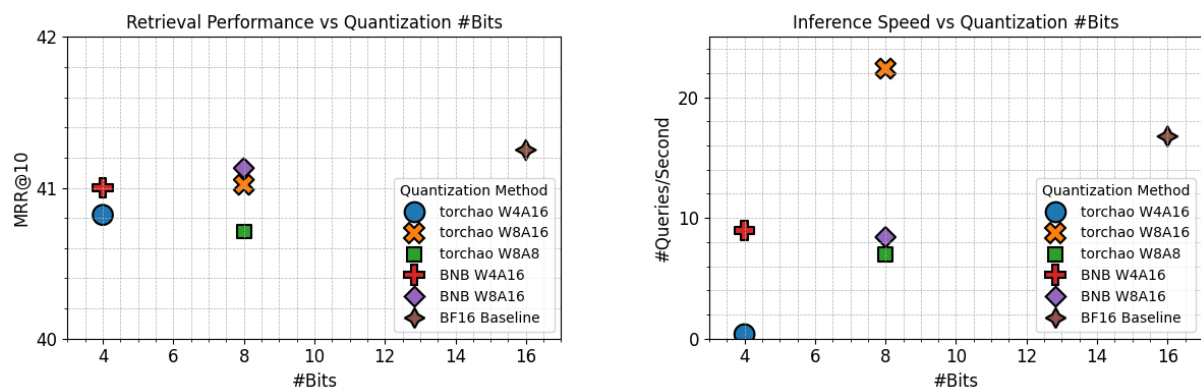 Retrieval Performance vs Quantization #Bits
42
41
40
MRR@10
4
6
8
10
12
14
16
#Bits
Quantization Method
torchao W4A16
torchao W8A16
torchao W8A8
BNB W4A16
BNB W8A16
BF16 Baseline
Inference Speed vs Quantization #Bits
20
10
0
#Queries/Second
4
6
8
10
12
14
16
#Bits
Quantization Method
torchao W4A16
torchao W8A16
torchao W8A8
BNB W4A16
BNB W8A16
BF16 Baseline